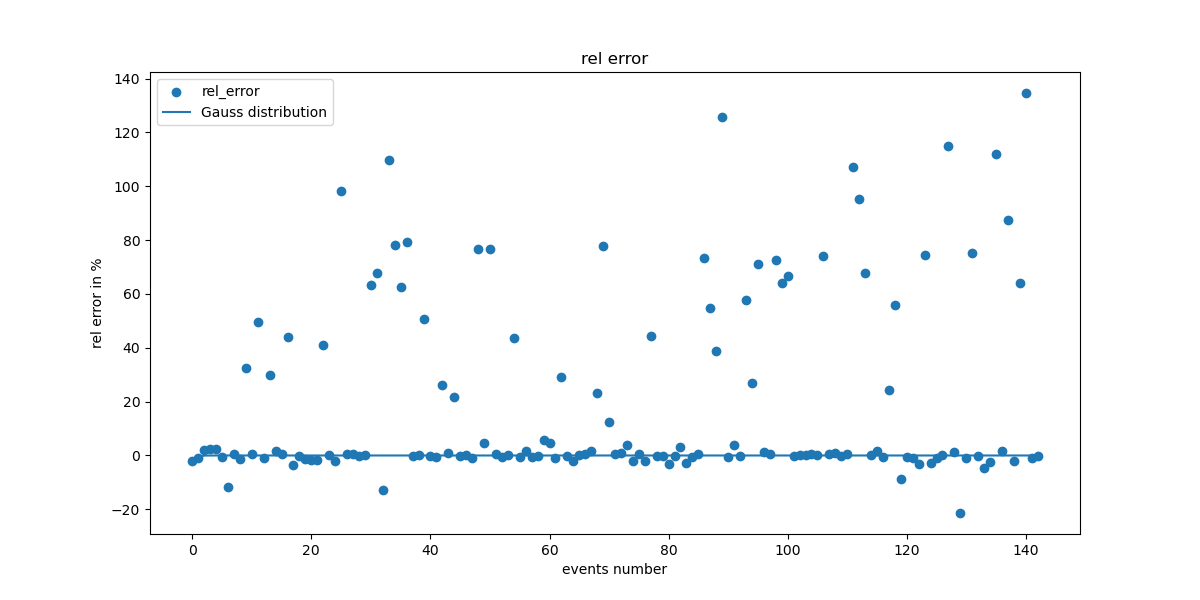 rel error
140
120
100
80
60
40
20
0
−20
rel error in %
rel_error
Gauss distribution
0 20 40 60 80 100 120 140
events number